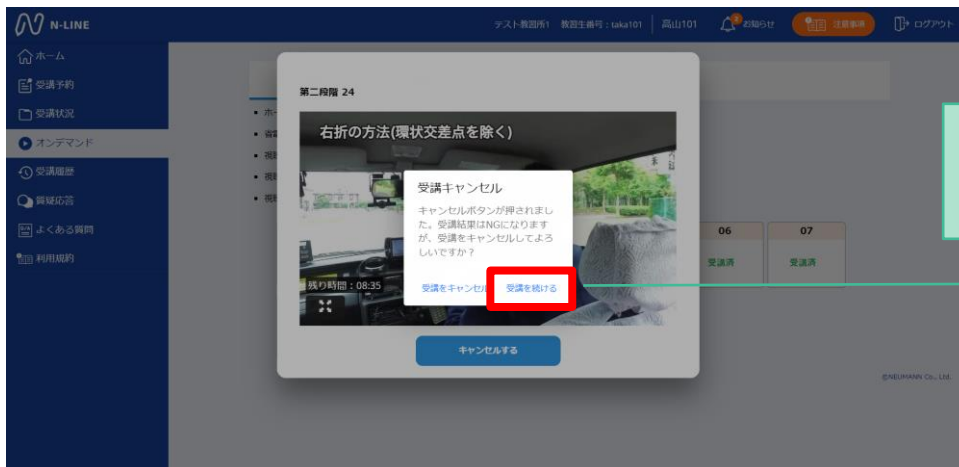 N-LINE
テスト教習所1 教習生番号：taka101
高山101
お知らせ
注意事項
ログアウト
ホーム
受講予約
受講状況
オンデマンド
受講履歴
質疑応答
よくある質問
利用規約
第二段階 24
右折の方法(環状交差点を除く)
受講キャンセル
キャンセルボタンが押されまし
た。受講結果はNGになります
が、受講をキャンセルしてよろ
しいですか？
受講をキャンセル
受講を続ける
残り時間：08:35
キャンセルする
06
07
受講済
受講済
©NEUMANN Co., Ltd.